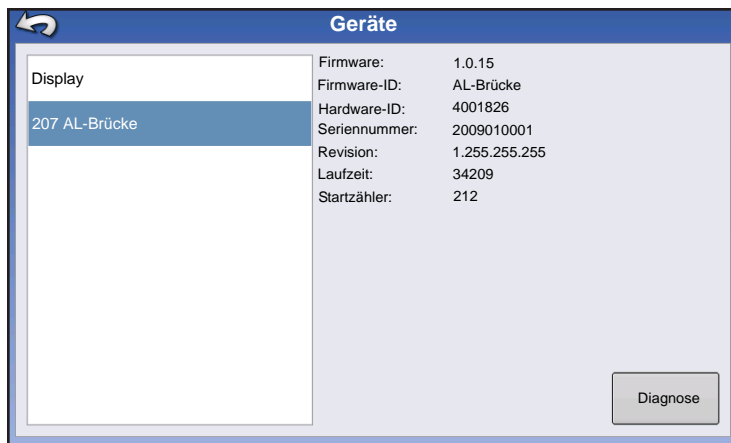 Geräte
Display
207 AL-Brücke
Firmware: 1.0.15
Firmware-ID: AL-Brücke
Hardware-ID: 4001826
Seriennummer: 2009010001
Revision: 1.255.255.255
Laufzeit: 34209
Startzähler: 212
Diagnose